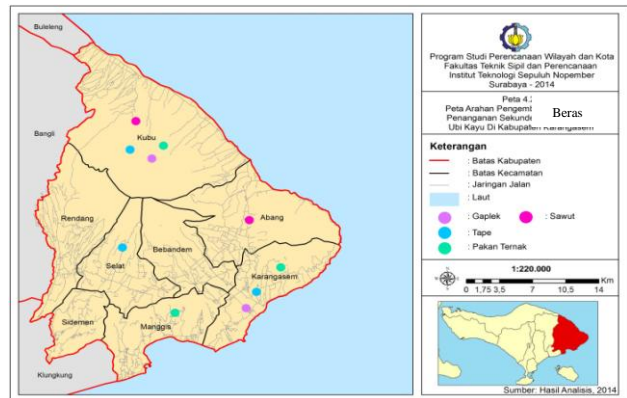 Buleleng
Bangli
Kubu
Rendang
Abang
Bebandem
Selat
Karangasem
Sidemen
Manggis
Klungkung
Program Studi Perencanaan Wilayah dan Kota
Fakultas Teknik Sipil dan Perencanaan
Institut Teknologi Sepuluh Nopember
Surabaya - 2014
Peta 4.
Peta Arahan Pengemb
Penanganan Sekund
Beras
Ubi Kayu Di Kabupaten Karangasem
Keterangan
: Batas Kabupaten
: Batas Kecamatan
: Jaringan Jalan
: Laut
: Gaplek : Sawut
: Tape
: Pakan Ternak
1:220.000
Km
0 1,75 3,5 7 10,5 14
Sumber: Hasil Analisis, 2014